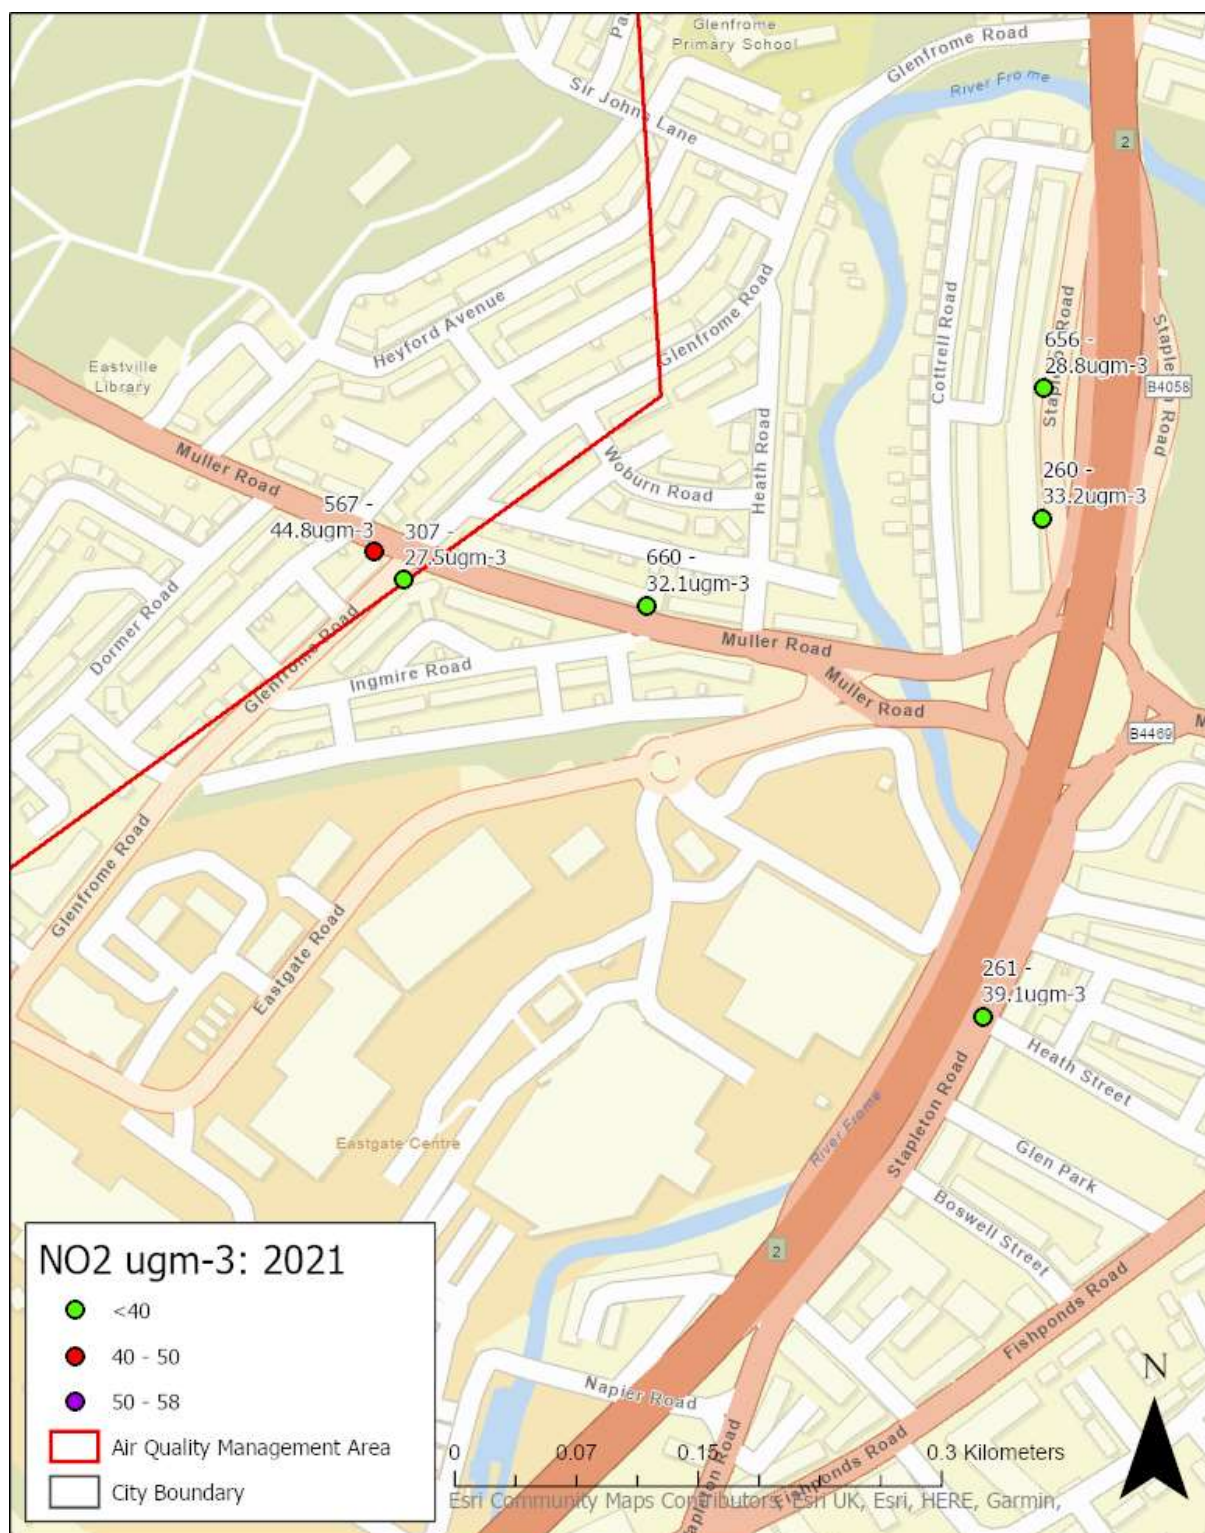 Glenfrome
Primary School
Glenfrome Road
River Frome
Sir Johns Lane
2
Heyford Avenue
Glenfrome Road
Cottrell Road
Stapleton Road
656 -
28.8ugm-3
B4058
Eastville
Library
Muller Road
Woburn Road
Heath Road
260 -
33.2ugm-3
567 -
44.8ugm-3
307 -
27.5ugm-3
660 -
32.1ugm-3
Dormer Road
Glenfrome Road
Ingmire Road
Muller Road
Muller Road
B4469
Glenfrome Road
Eastgate Road
261 -
39.1ugm-3
Heath Street
Stapleton Road
River Frome
Eastgate Centre
Glen Park
Boswell Street
2
Fishponds Road
Napier Road
Fishponds Road
NO2 ugm-3: 2021
<40
40 - 50
50 - 58
Air Quality Management Area
City Boundary
N
0 0.07 0.15 0.3 Kilometers
Esri Community Maps Contributors, Esri UK, Esri, HERE, Garmin,